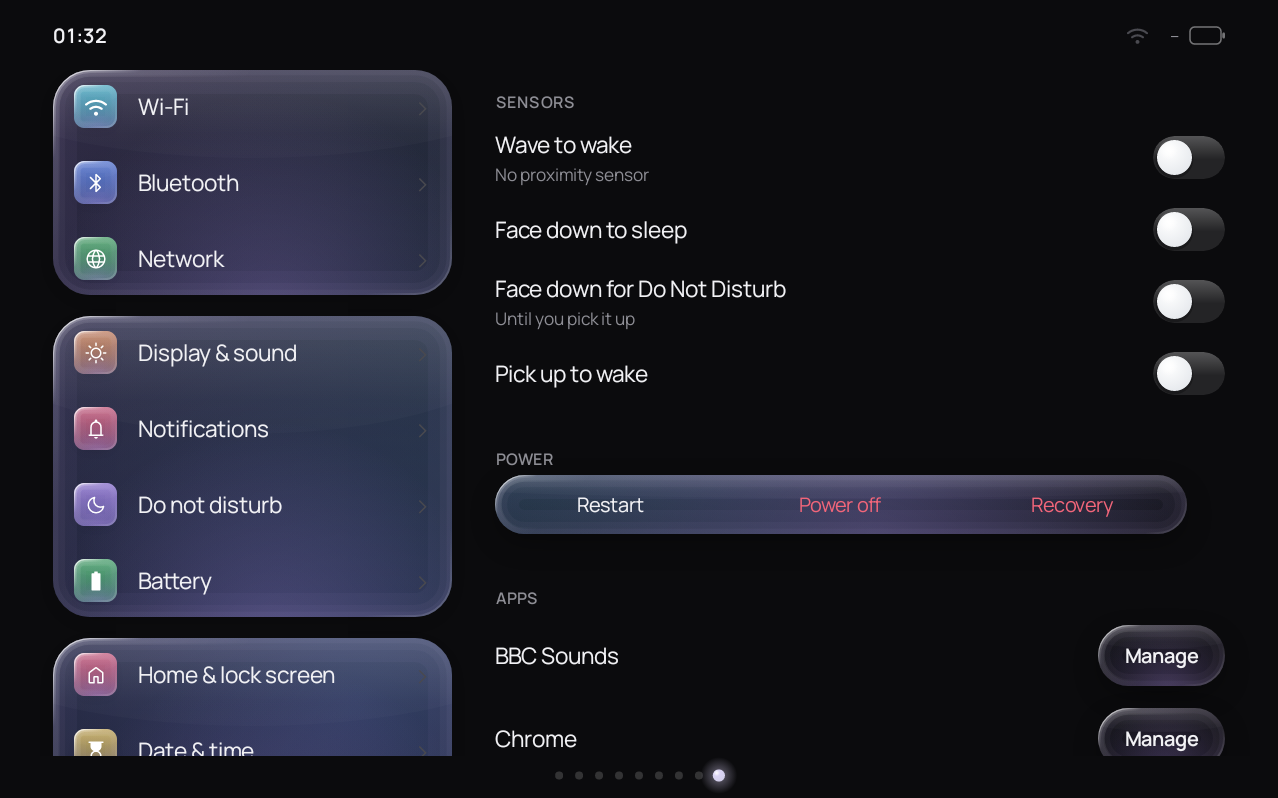 01:32
–
Wi-Fi
Bluetooth
Network
Display & sound
Notifications
Do not disturb
Battery
Home & lock screen
Date & time
SENSORS
Wave to wake
No proximity sensor
Face down to sleep
Face down for Do Not Disturb
Until you pick it up
Pick up to wake
POWER
Restart Power off Recovery
APPS
BBC Sounds Manage
Chrome Manage